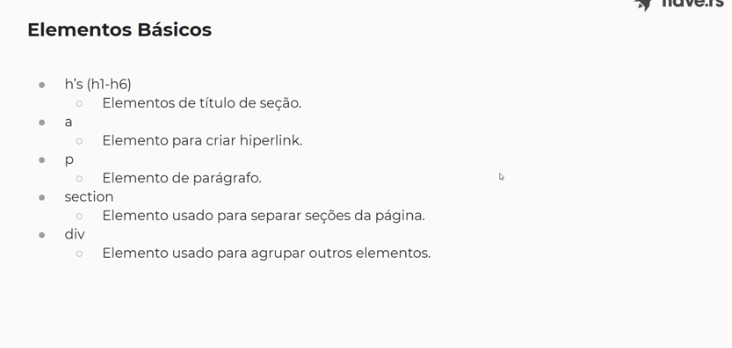 nave.rs
Elementos Básicos
h's (h1-h6)
Elementos de título de seção.
a
Elemento para criar hiperlink.
p
Elemento de parágrafo.
section
Elemento usado para separar seções da página.
div
Elemento usado para agrupar outros elementos.